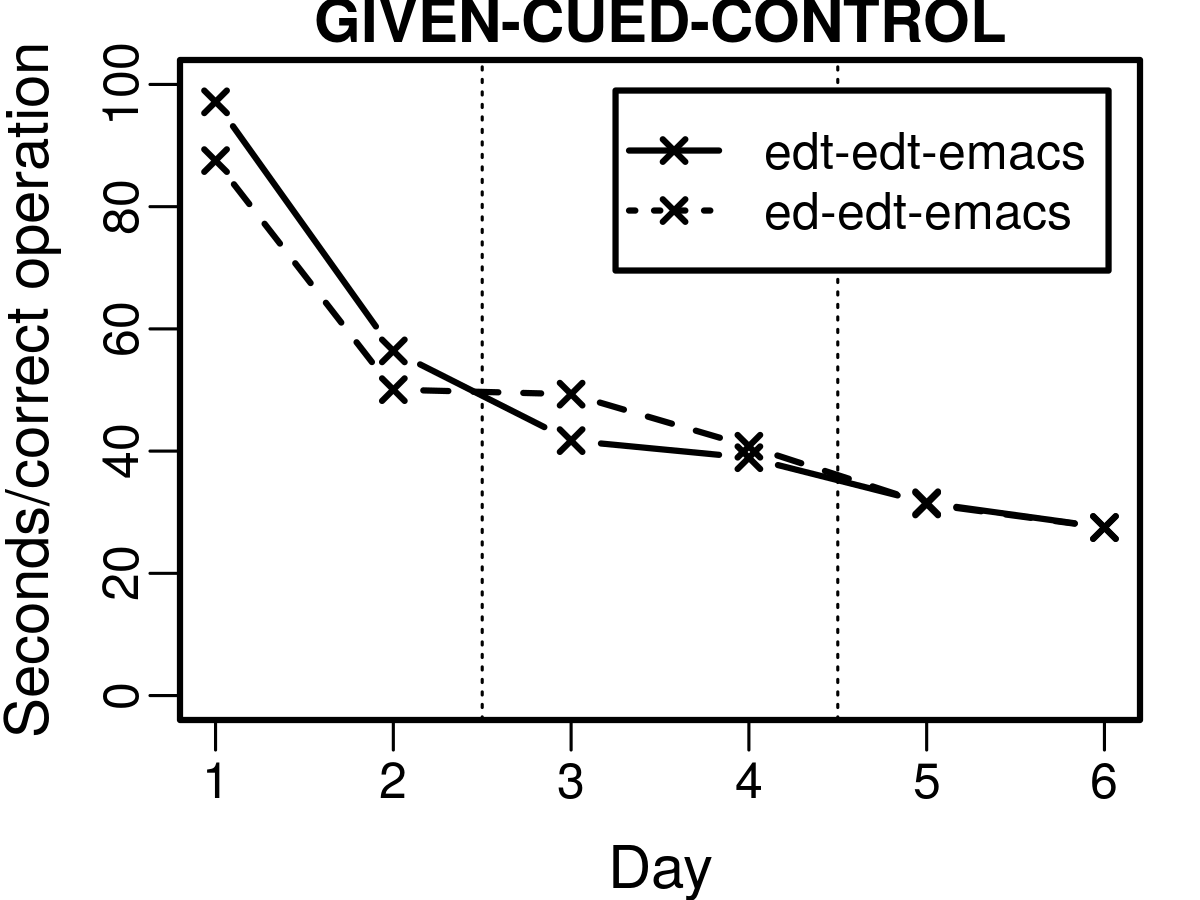 GIVEN-CUED-CONTROL
Seconds/correct operation
100
80
60
40
20
0
edt-edt-emacs
ed-edt-emacs
1 2 3 4 5 6
Day